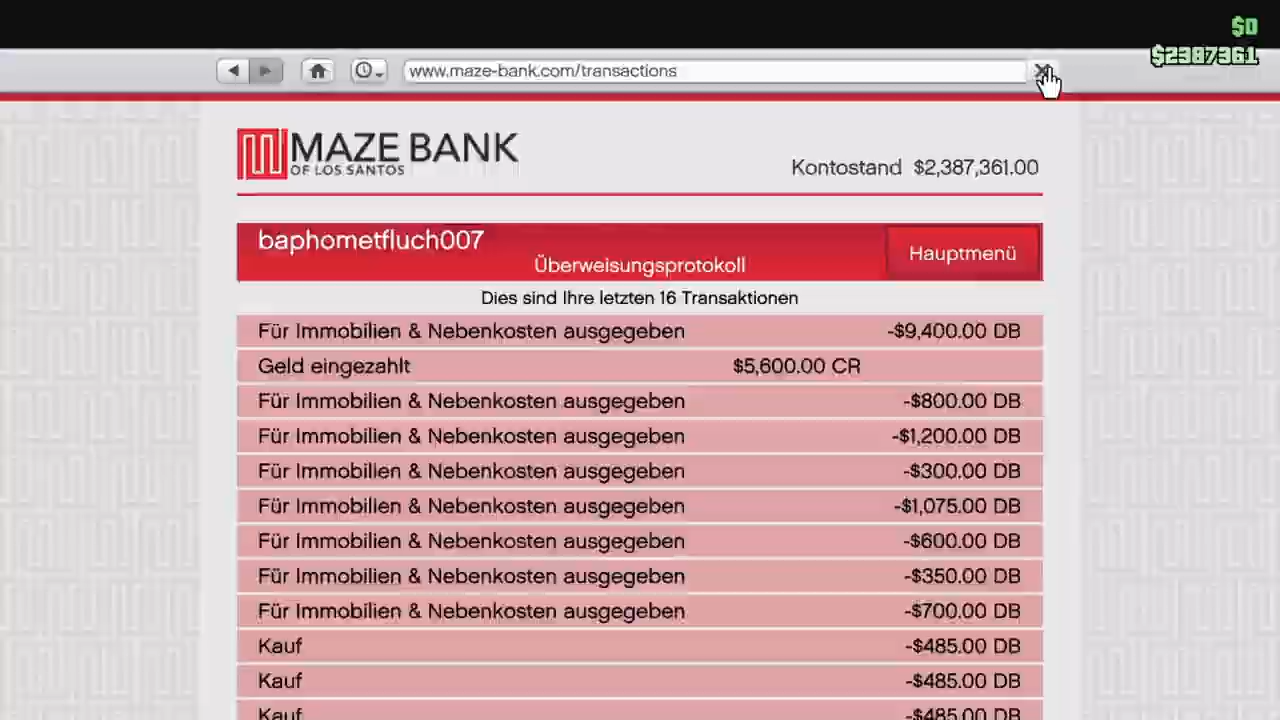 $0
$2387361
www.maze-bank.com/transactions
MAZE BANK
OF LOS SANTOS
Kontostand $2,387,361.00
baphometfluch007
Überweisungsprotokoll
Hauptmenü
Dies sind Ihre letzten 16 Transaktionen
Für Immobilien & Nebenkosten ausgegeben -$9,400.00 DB
Geld eingezahlt $5,600.00 CR
Für Immobilien & Nebenkosten ausgegeben -$800.00 DB
Für Immobilien & Nebenkosten ausgegeben -$1,200.00 DB
Für Immobilien & Nebenkosten ausgegeben -$300.00 DB
Für Immobilien & Nebenkosten ausgegeben -$1,075.00 DB
Für Immobilien & Nebenkosten ausgegeben -$600.00 DB
Für Immobilien & Nebenkosten ausgegeben -$350.00 DB
Für Immobilien & Nebenkosten ausgegeben -$700.00 DB
Kauf -$485.00 DB
Kauf -$485.00 DB
Kauf -$485.00 DB